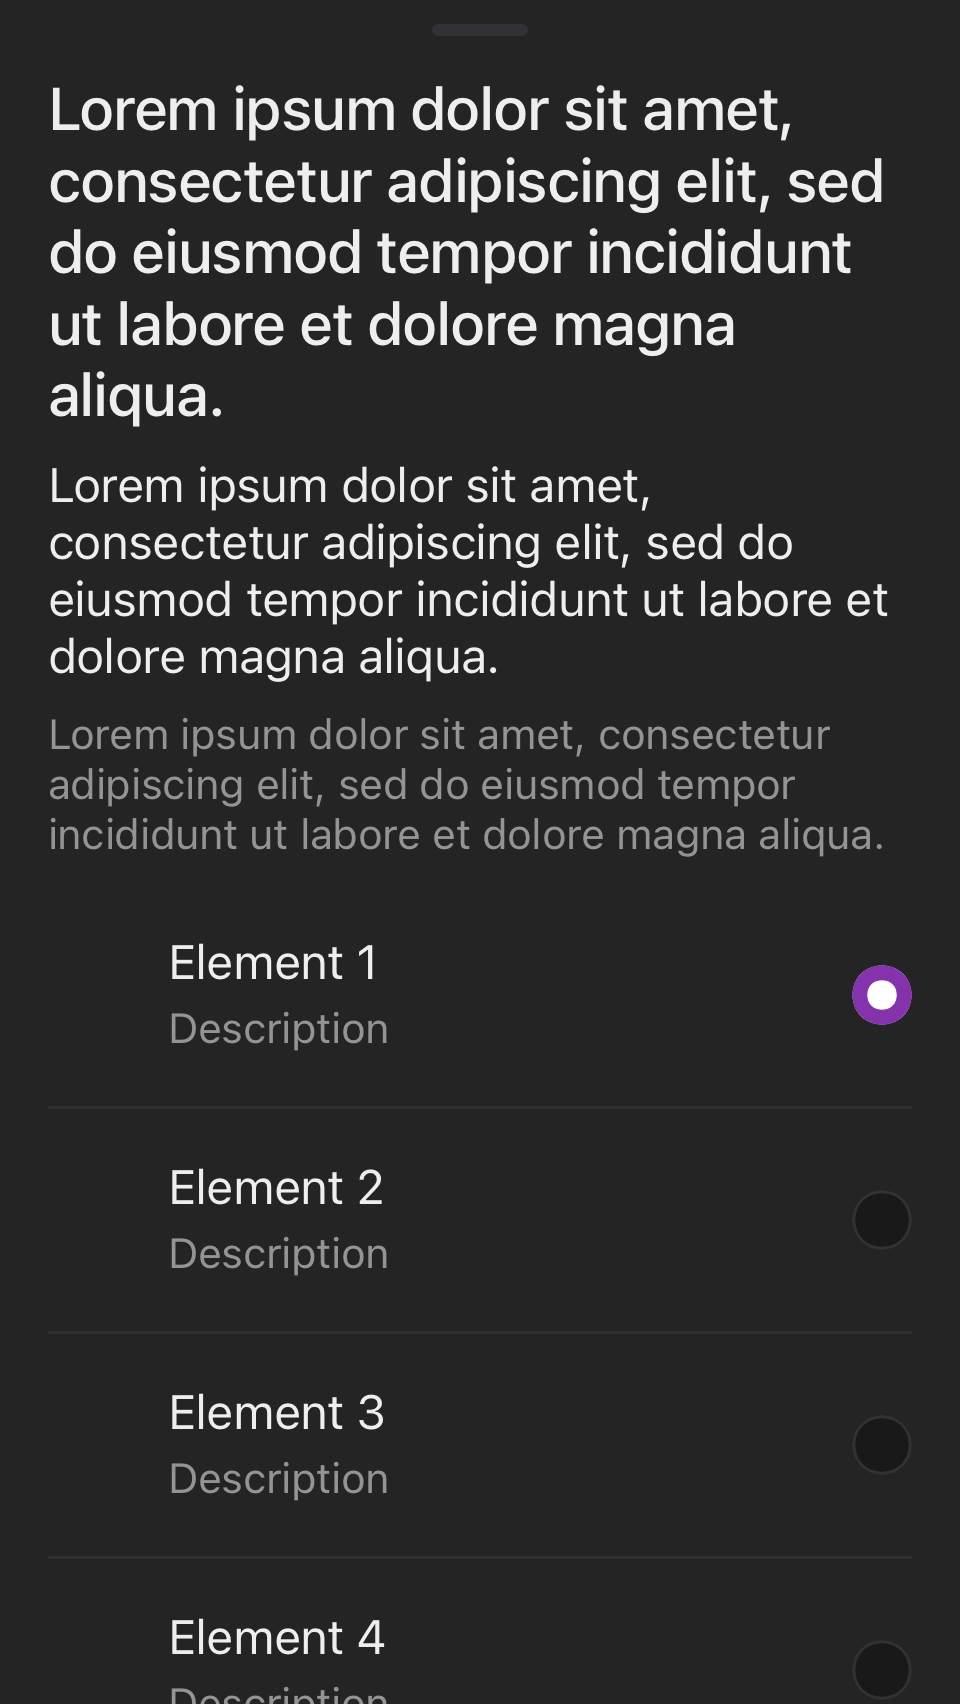 Lorem ipsum dolor sit amet,
consectetur adipiscing elit, sed
do eiusmod tempor incididunt
ut labore et dolore magna
aliqua.
Lorem ipsum dolor sit amet,
consectetur adipiscing elit, sed do
eiusmod tempor incididunt ut labore et
dolore magna aliqua.
Lorem ipsum dolor sit amet, consectetur
adipiscing elit, sed do eiusmod tempor
incididunt ut labore et dolore magna aliqua.
Element 1
Description
Element 2
Description
Element 3
Description
Element 4
Description